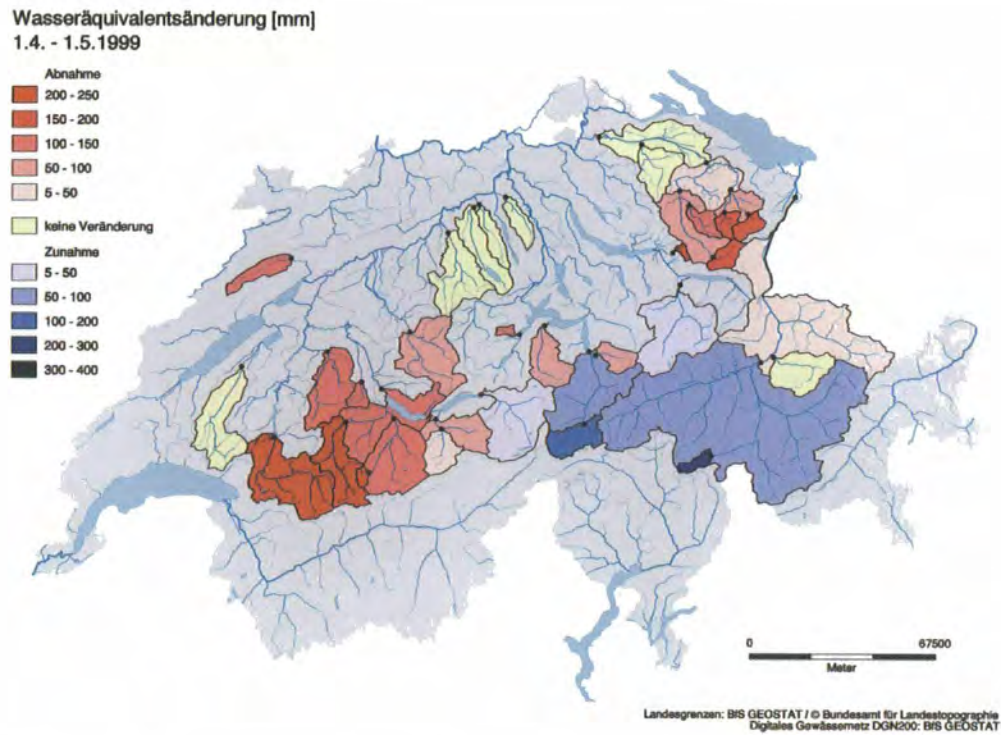 Wasseräquivalentsänderung [mm]
1.4. - 1.5.1999
Abnahme
200 - 250
150 - 200
100 - 150
50 - 100
5 - 50
keine Veränderung
Zunahme
5 - 50
50 - 100
100 - 200
200 - 300
300 - 400
0 67500
Meter
Landesgrenzen: BfS GEOSTAT / © Bundesamt für Landestopographie
Digitales Gewässernetz DGN200: BfS GEOSTAT